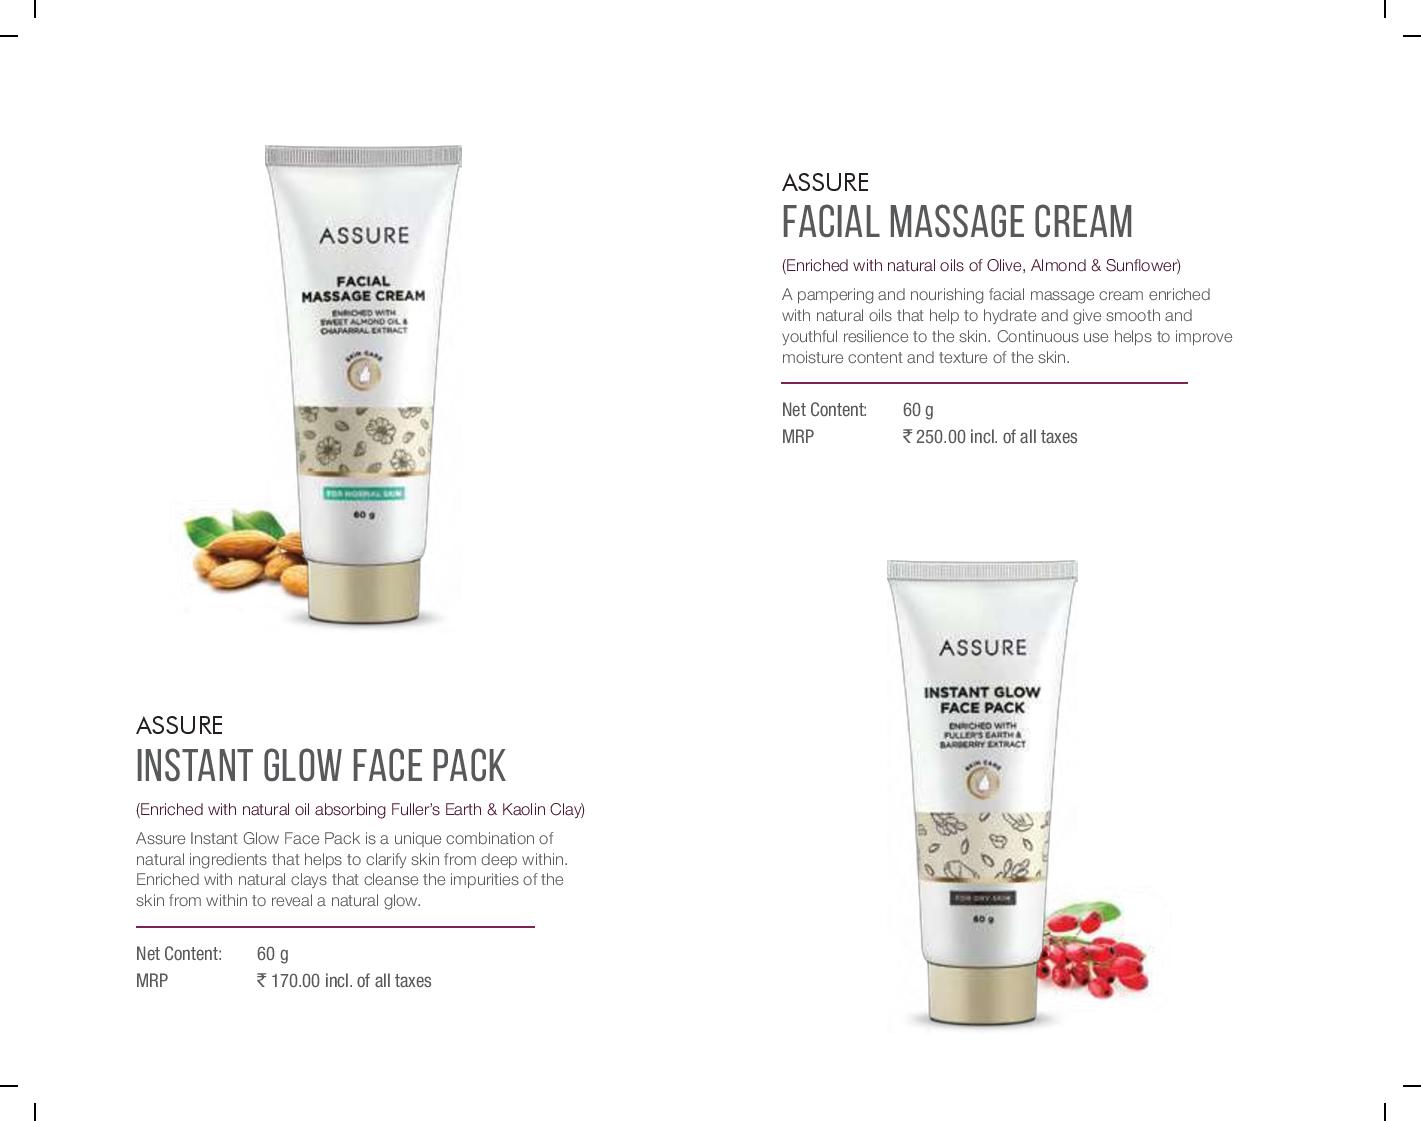 ASSURE
FACIAL
MASSAGE CREAM
ENRICHED WITH
SWEET ALMOND OIL &
CHAPARRAL EXTRACT
SKIN CARE
FOR NORMAL SKIN
60 g
ASSURE
FACIAL MASSAGE CREAM
(Enriched with natural oils of Olive, Almond & Sunflower)
A pampering and nourishing facial massage cream enriched
with natural oils that help to hydrate and give smooth and
youthful resilience to the skin. Continuous use helps to improve
moisture content and texture of the skin.
Net Content: 60 g
MRP ₹ 250.00 incl. of all taxes
ASSURE
INSTANT GLOW FACE PACK
(Enriched with natural oil absorbing Fuller's Earth & Kaolin Clay)
Assure Instant Glow Face Pack is a unique combination of
natural ingredients that helps to clarify skin from deep within.
Enriched with natural clays that cleanse the impurities of the
skin from within to reveal a natural glow.
Net Content: 60 g
MRP ₹ 170.00 incl. of all taxes
ASSURE
INSTANT GLOW
FACE PACK
ENRICHED WITH
FULLER'S EARTH &
BARBERRY EXTRACT
SKIN CARE
FOR DRY SKIN
60 g